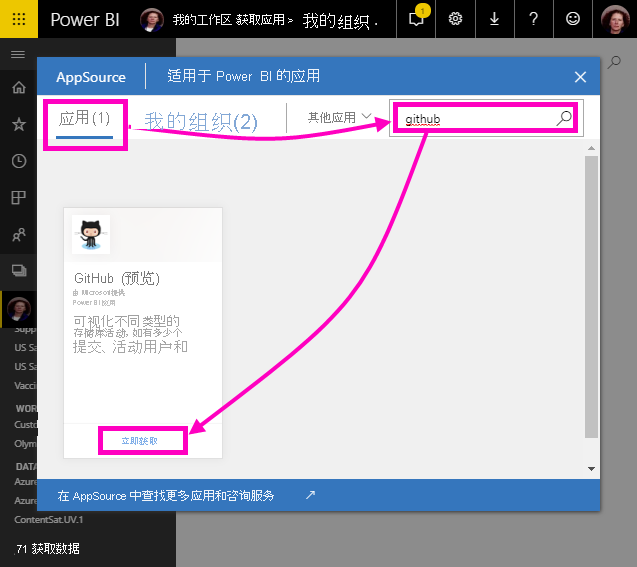 Power BI
我的工作区 获取应用 >
我的组织.
1
?
AppSource
适用于 Power BI 的应用
应用 (1)
我的组织(2)
其他应用
github
GitHub (预览)
由 Microsoft提供
Power BI 应用
可视化不同类型的
存储库活动, 如有多少个
提交、活动用户和
立即获取
Supp
US Sa
US Sa
Vaccin
WOR
Custo
Olym
DATA
Azure
Azure
ContentSat.UV.1
在 AppSource 中查找更多应用和咨询服务
71 获取数据